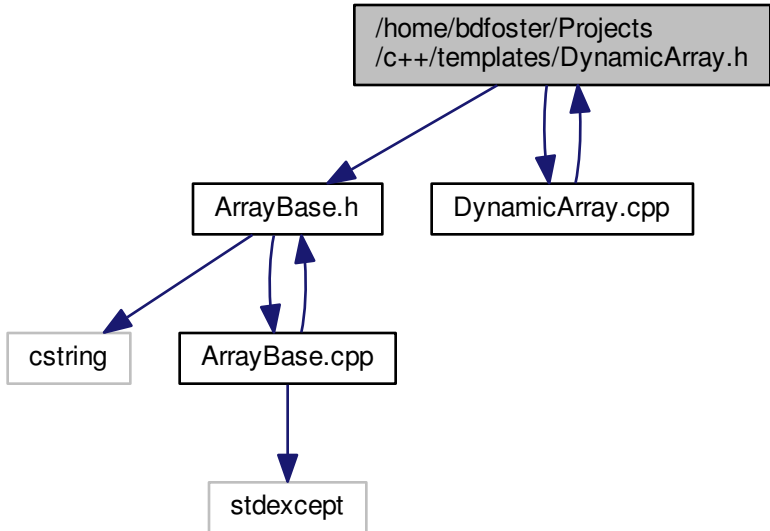 /home/bdfoster/Projects
/c++/templates/DynamicArray.h
ArrayBase.h
DynamicArray.cpp
cstring
ArrayBase.cpp
stdexcept